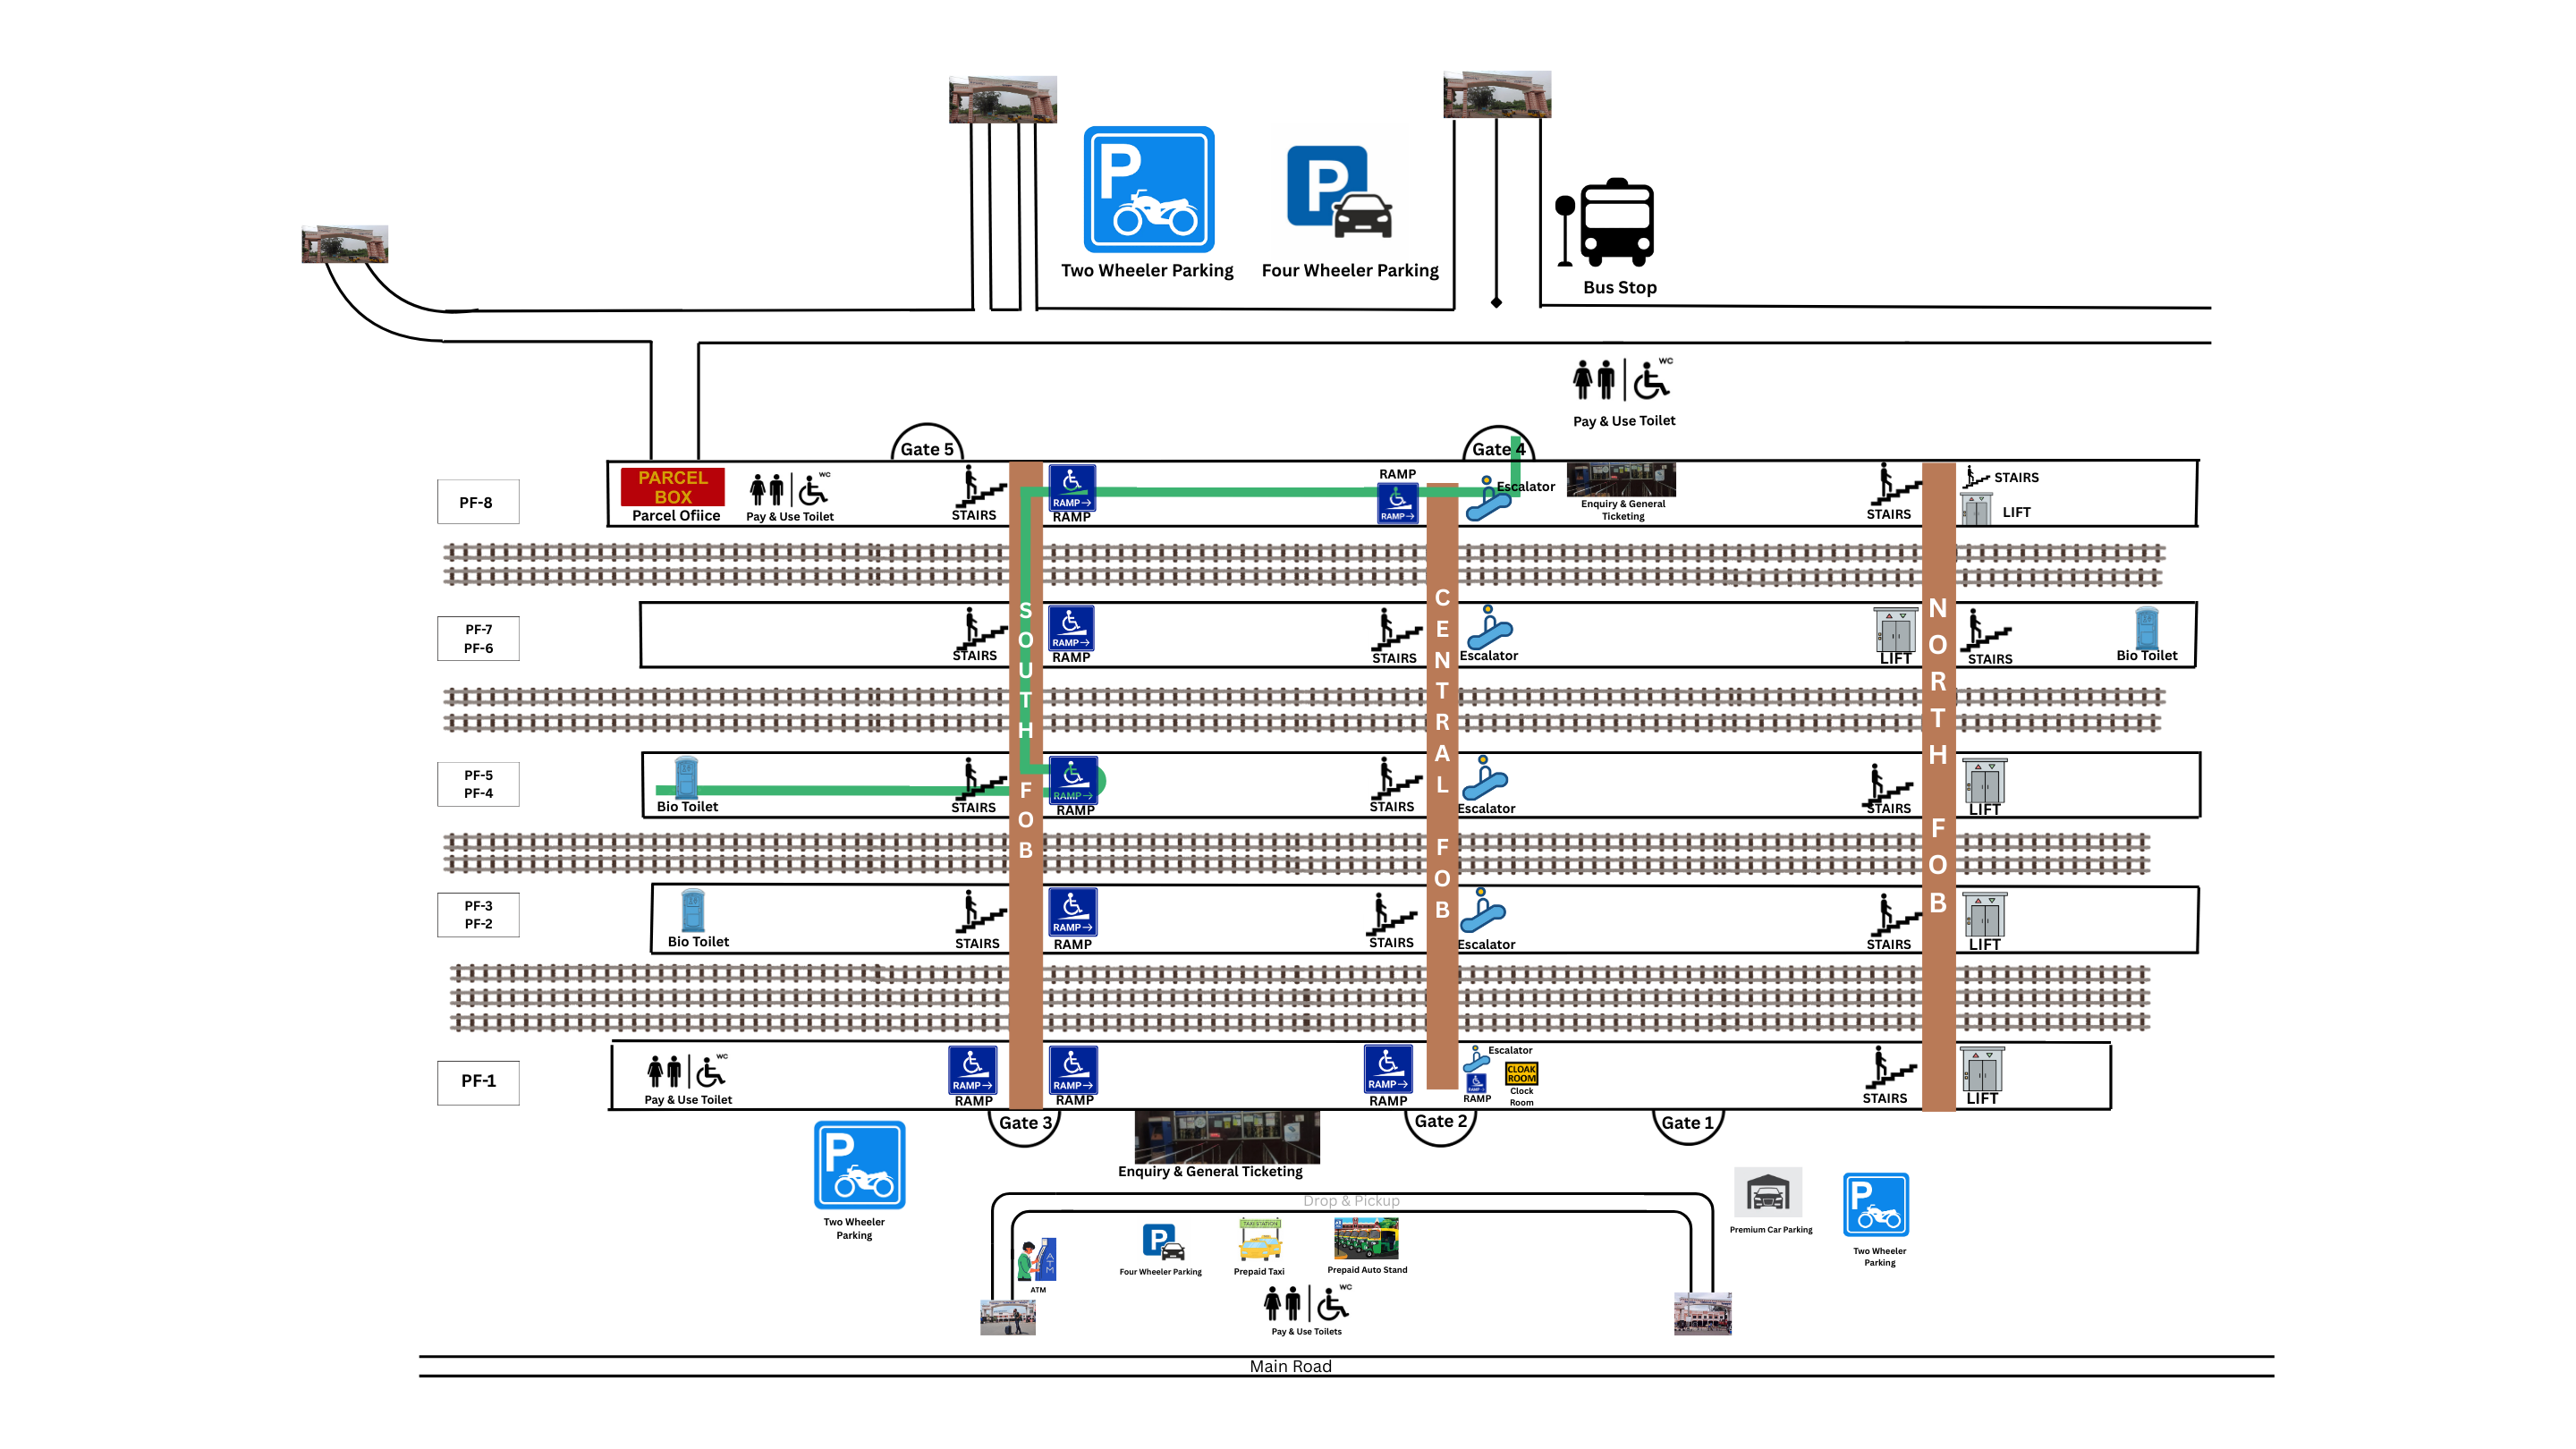 P
Two Wheeler Parking
P
Four Wheeler Parking
Bus Stop
WC
Pay & Use Toilet
Gate 5
Gate 4
PF-8
PARCEL
BOX
Parcel Ofiice
WC
Pay & Use Toilet
STAIRS
RAMP→
RAMP
RAMP
RAMP→
Escalator
Enquiry & General
Ticketing
STAIRS
STAIRS
LIFT
PF-7
PF-6
STAIRS
RAMP→
RAMP
STAIRS
Escalator
LIFT
STAIRS
Bio Toilet
SOUTH FOB
CENTRAL FOB
NORTH FOB
PF-5
PF-4
Bio Toilet
STAIRS
RAMP→
RAMP
STAIRS
Escalator
STAIRS
LIFT
PF-3
PF-2
Bio Toilet
STAIRS
RAMP→
RAMP
STAIRS
Escalator
STAIRS
LIFT
PF-1
WC
Pay & Use Toilet
RAMP→
RAMP
RAMP→
RAMP
RAMP→
RAMP
Escalator
RAMP
CLOAK
ROOM
Clock
Room
STAIRS
LIFT
Gate 3
Gate 2
Gate 1
P
Two Wheeler
Parking
Enquiry & General Ticketing
Drop & Pickup
ATM
ATM
P
Four Wheeler Parking
TAXI STATION
Prepaid Taxi
Prepaid Auto Stand
Premium Car Parking
P
Two Wheeler
Parking
WC
Pay & Use Toilets
Main Road